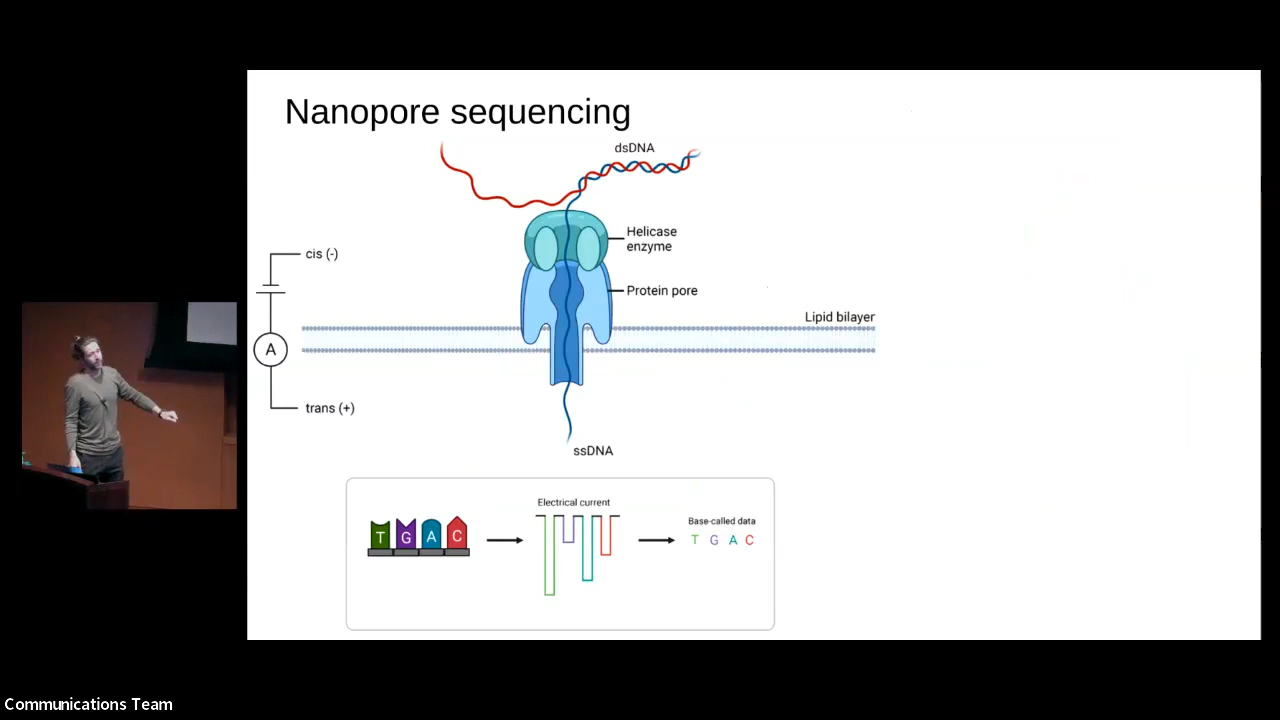 Nanopore sequencing
dsDNA
Helicase
enzyme
cis (-)
Protein pore
Lipid bilayer
A
trans (+)
ssDNA
Electrical current
Base-called data
T G A C
T G A C
Communications Team